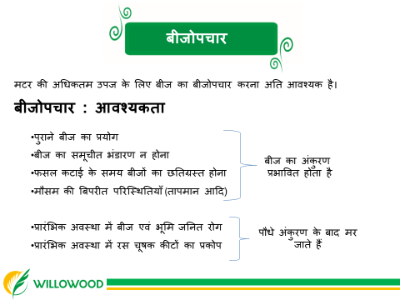 बीजोपचार
मटर की अधिकतम उपज के लिए बीज का बीजोपचार करना अति आवश्यक है।
बीजोपचार : आवश्यकता
•पुराने बीज का प्रयोग
•बीज का समूचीत भंडारण न होना
•फसल कटाई के समय बीजों का छतिग्रस्त होना
•मौसम की बिपरीत परिस्थितियाँ (तापमान आदि)
बीज का अंकुरण
प्रभावित होता है
•प्रारंभिक अवस्था में बीज एवं भूमि जनित रोग
•प्रारंभिक अवस्था में रस चूषक कीटों का प्रकोप
पौधे अंकुरण के बाद मर
जाते हैं
WILLOWOOD